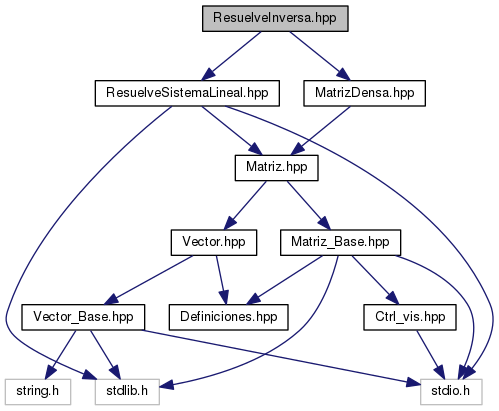 ResuelveInversa.hpp
ResuelveSistemaLineal.hpp
MatrizDensa.hpp
Matriz.hpp
Vector.hpp
Matriz_Base.hpp
Vector_Base.hpp
Definiciones.hpp
Ctrl_vis.hpp
string.h
stdlib.h
stdio.h